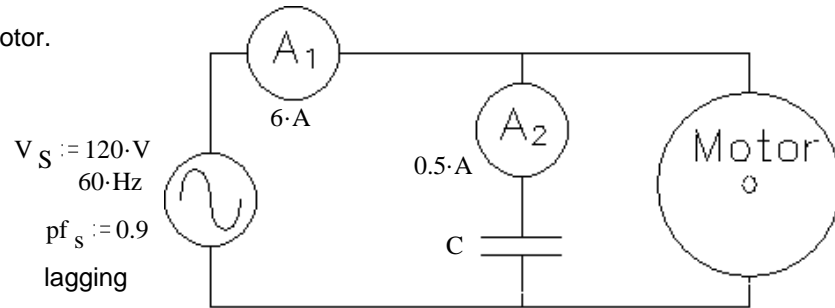 otor.
A1
6·A
V S := 120·V
60·Hz
pf s := 0.9
lagging
A2
0.5·A
C
Motor